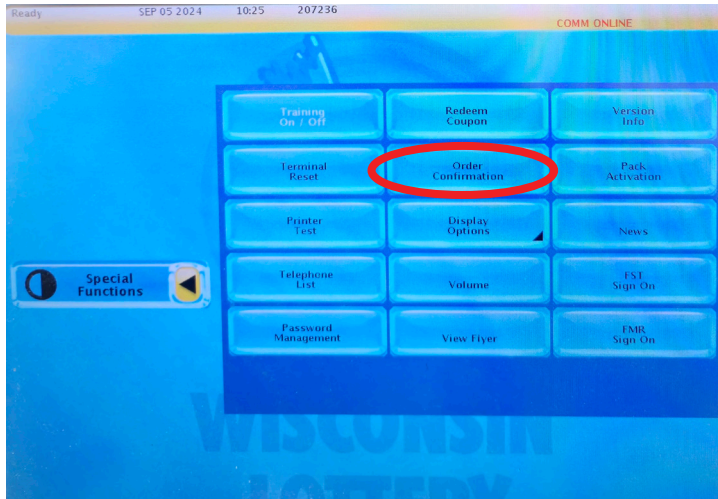 Ready SEP 05 2024 10:25 207236
COMM ONLINE
Training
On / Off
Redeem
Coupon
Version
Info
Terminal
Reset
Order
Confirmation
Pack
Activation
Printer
Test
Display
Options
News
Special
Functions
Telephone
List
Volume
FST
Sign On
Password
Management
View Flyer
FMR
Sign On
WISCONSIN
LOTTERY